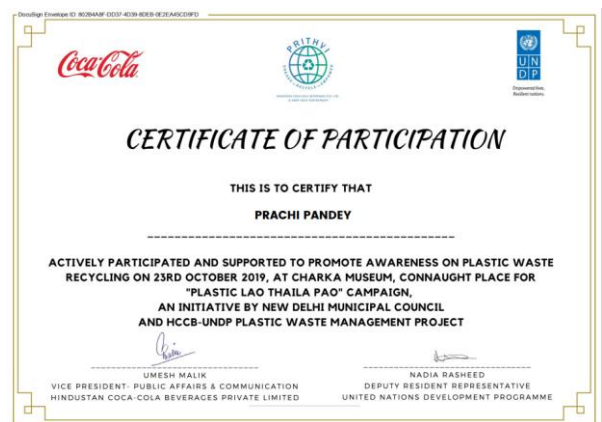 DocuSign Envelope ID: 802B4A8F-DD37-4D39-8DEB-0E2EA45CD9FD
Coca-Cola
PRITHVI
U N
D P
Empowered lives.
Resilient nations.
CERTIFICATE OF PARTICIPATION
THIS IS TO CERTIFY THAT
PRACHI PANDEY
ACTIVELY PARTICIPATED AND SUPPORTED TO PROMOTE AWARENESS ON PLASTIC WASTE
RECYCLING ON 23RD OCTOBER 2019, AT CHARKA MUSEUM, CONNAUGHT PLACE FOR
"PLASTIC LAO THAILA PAO" CAMPAIGN,
AN INITIATIVE BY NEW DELHI MUNICIPAL COUNCIL
AND HCCB-UNDP PLASTIC WASTE MANAGEMENT PROJECT
UMESH MALIK
VICE PRESIDENT- PUBLIC AFFAIRS & COMMUNICATION
HINDUSTAN COCA-COLA BEVERAGES PRIVATE LIMITED
NADIA RASHEED
DEPUTY RESIDENT REPRESENTATIVE
UNITED NATIONS DEVELOPMENT PROGRAMME